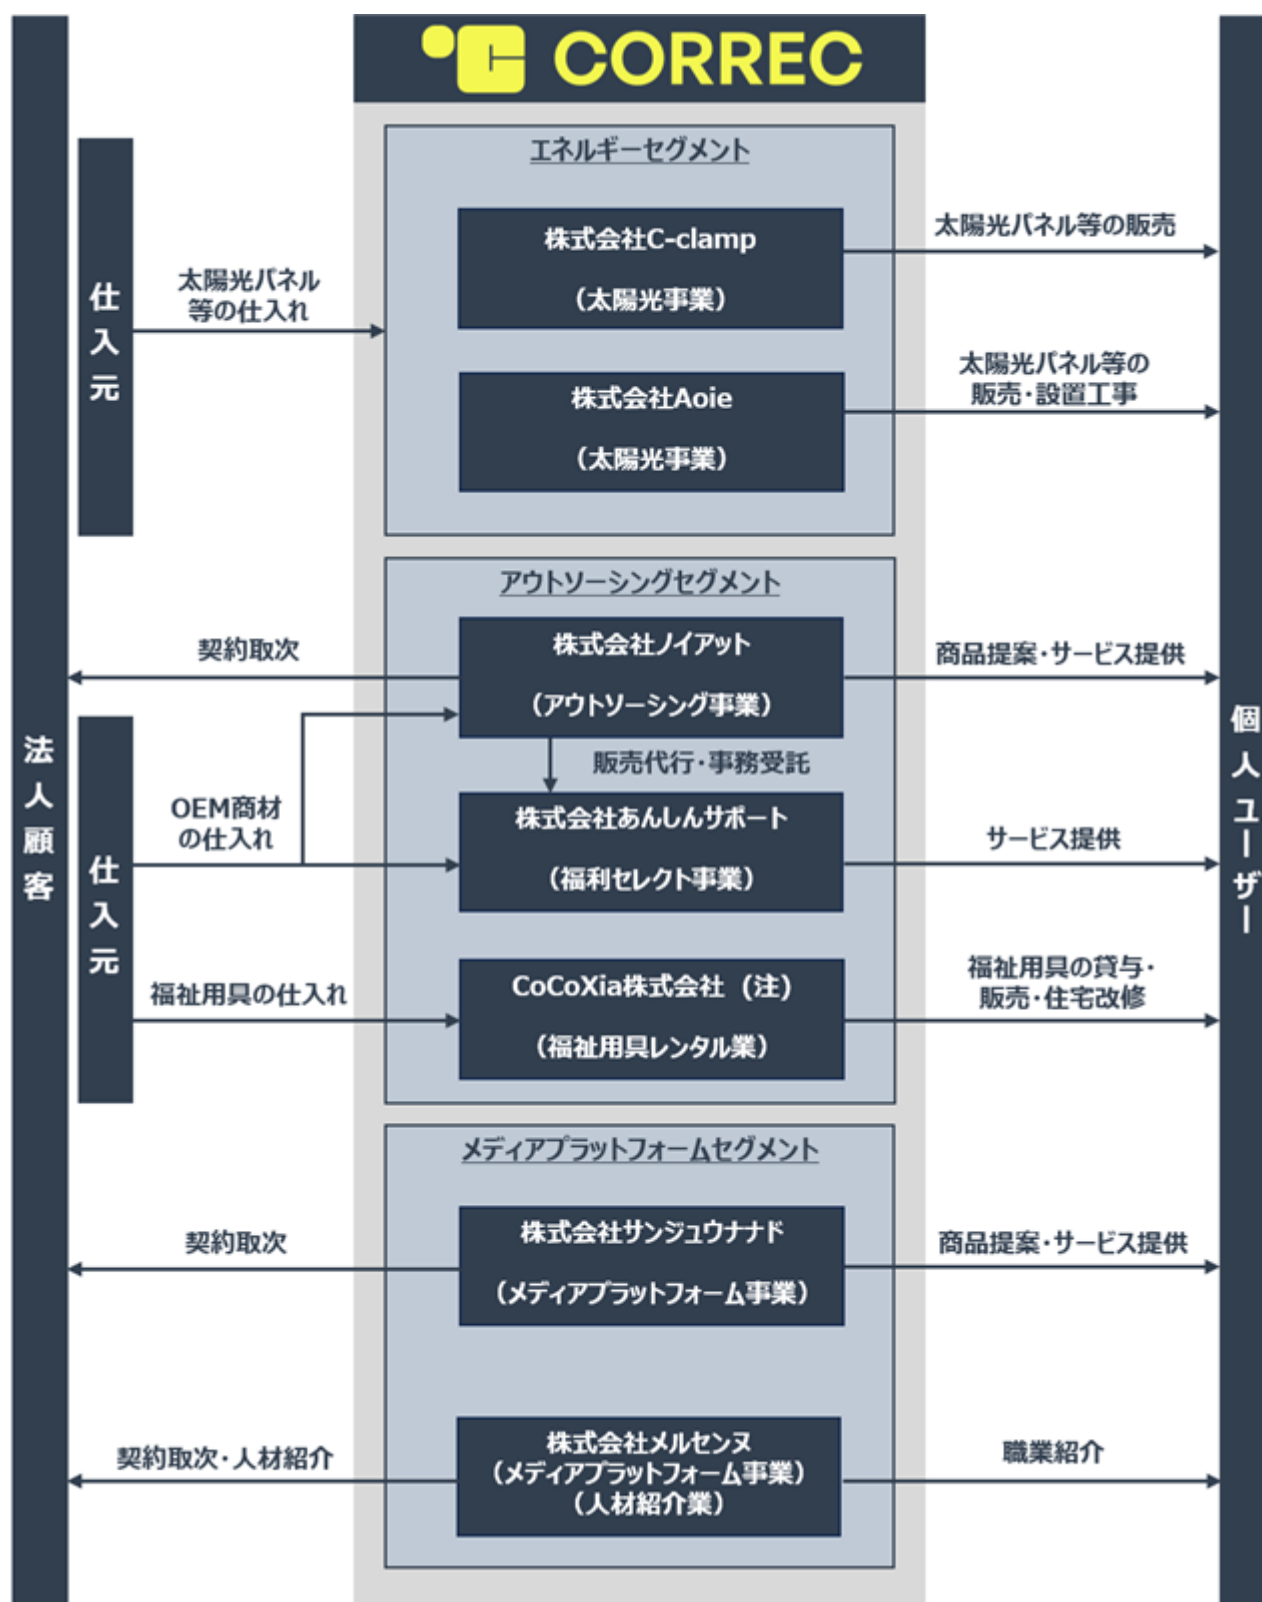 CORREC
エネルギーセグメント
株式会社C-clamp
（太陽光事業）
太陽光パネル等の販売
仕入元
太陽光パネル
等の仕入れ
太陽光パネル等の
販売・設置工事
株式会社Aoie
（太陽光事業）
アウトソーシングセグメント
契約取次
株式会社ノイアット
（アウトソーシング事業）
商品提案・サービス提供
販売代行・事務受託
法人顧客
個人ユーザー
仕入元
OEM商材
の仕入れ
株式会社あんしんサポート
（福利セレクト事業）
サービス提供
福祉用具の仕入れ
CoCoXia株式会社（注）
（福祉用具レンタル業）
福祉用具の貸与・
販売・住宅改修
メディアプラットフォームセグメント
契約取次
株式会社サンジュウナナド
（メディアプラットフォーム事業）
商品提案・サービス提供
契約取次・人材紹介
株式会社メルセンヌ
（メディアプラットフォーム事業）
（人材紹介業）
職業紹介